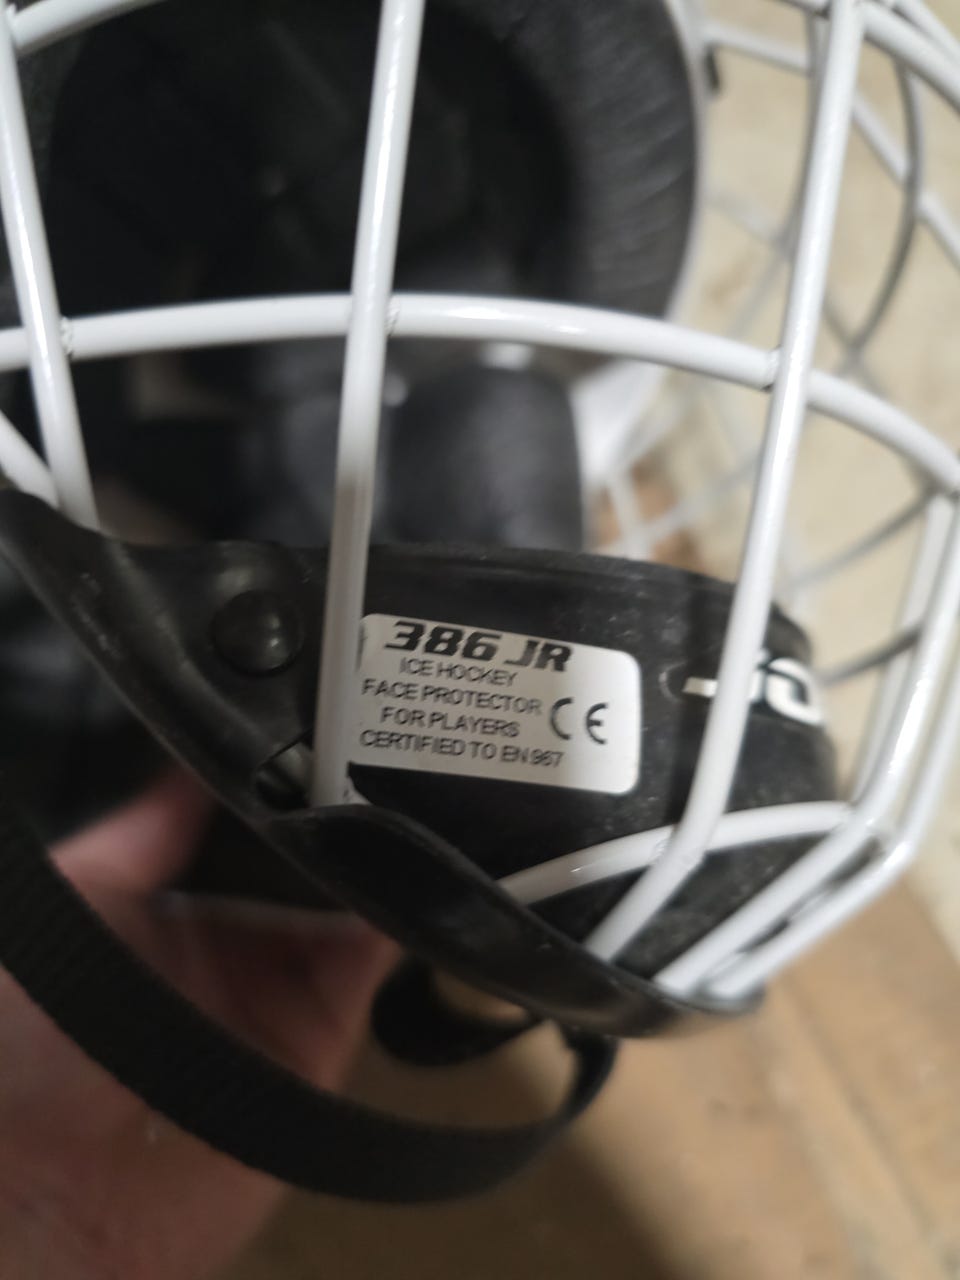 386 JR
ICE HOCKEY
FACE PROTECTOR
FOR PLAYERS
CERTIFIED TO EN 967
CE